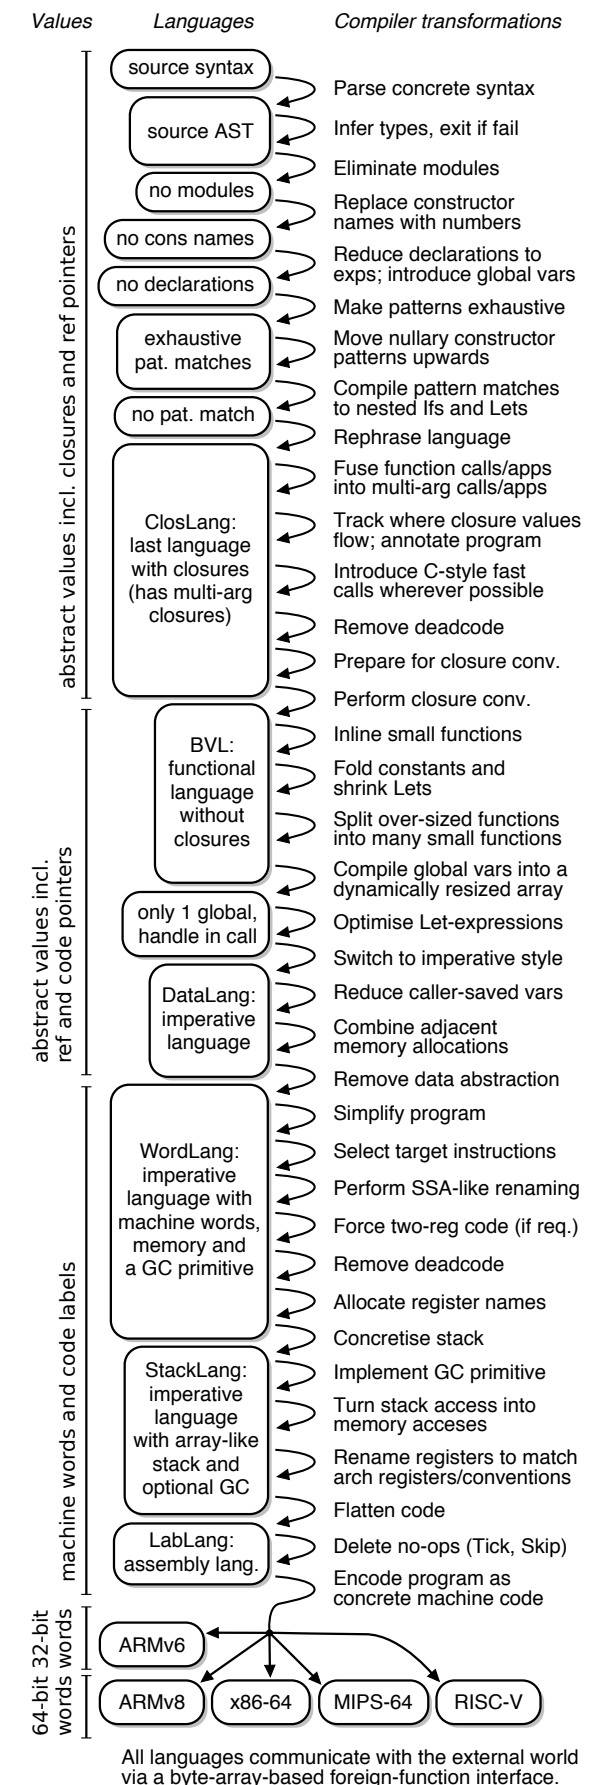 Values Languages Compiler transformations
source syntax
Parse concrete syntax
source AST
Infer types, exit if fail
Eliminate modules
no modules
Replace constructor
names with numbers
no cons names
Reduce declarations to
exps; introduce global vars
no declarations
Make patterns exhaustive
exhaustive
pat. matches
Move nullary constructor
patterns upwards
Compile pattern matches
to nested Ifs and Lets
no pat. match
Rephrase language
abstract values incl. closures and ref pointers
ClosLang:
last language
with closures
(has multi-arg
closures)
Fuse function calls/apps
into multi-arg calls/apps
Track where closure values
flow; annotate program
Introduce C-style fast
calls wherever possible
Remove deadcode
Prepare for closure conv.
Perform closure conv.
BVL:
functional
language
without
closures
Inline small functions
Fold constants and
shrink Lets
Split over-sized functions
into many small functions
Compile global vars into a
dynamically resized array
abstract values incl.
ref and code pointers
only 1 global,
handle in call
Optimise Let-expressions
Switch to imperative style
DataLang:
imperative
language
Reduce caller-saved vars
Combine adjacent
memory allocations
Remove data abstraction
WordLang:
imperative
language with
machine words,
memory and
a GC primitive
Simplify program
Select target instructions
Perform SSA-like renaming
Force two-reg code (if req.)
Remove deadcode
Allocate register names
Concretise stack
machine words and code labels
StackLang:
imperative
language
with array-like
stack and
optional GC
Implement GC primitive
Turn stack access into
memory acceses
Rename registers to match
arch registers/conventions
Flatten code
LabLang:
assembly lang.
Delete no-ops (Tick, Skip)
Encode program as
concrete machine code
32-bit
words
ARMv6
64-bit
words
ARMv8 x86-64 MIPS-64 RISC-V
All languages communicate with the external world
via a byte-array-based foreign-function interface.